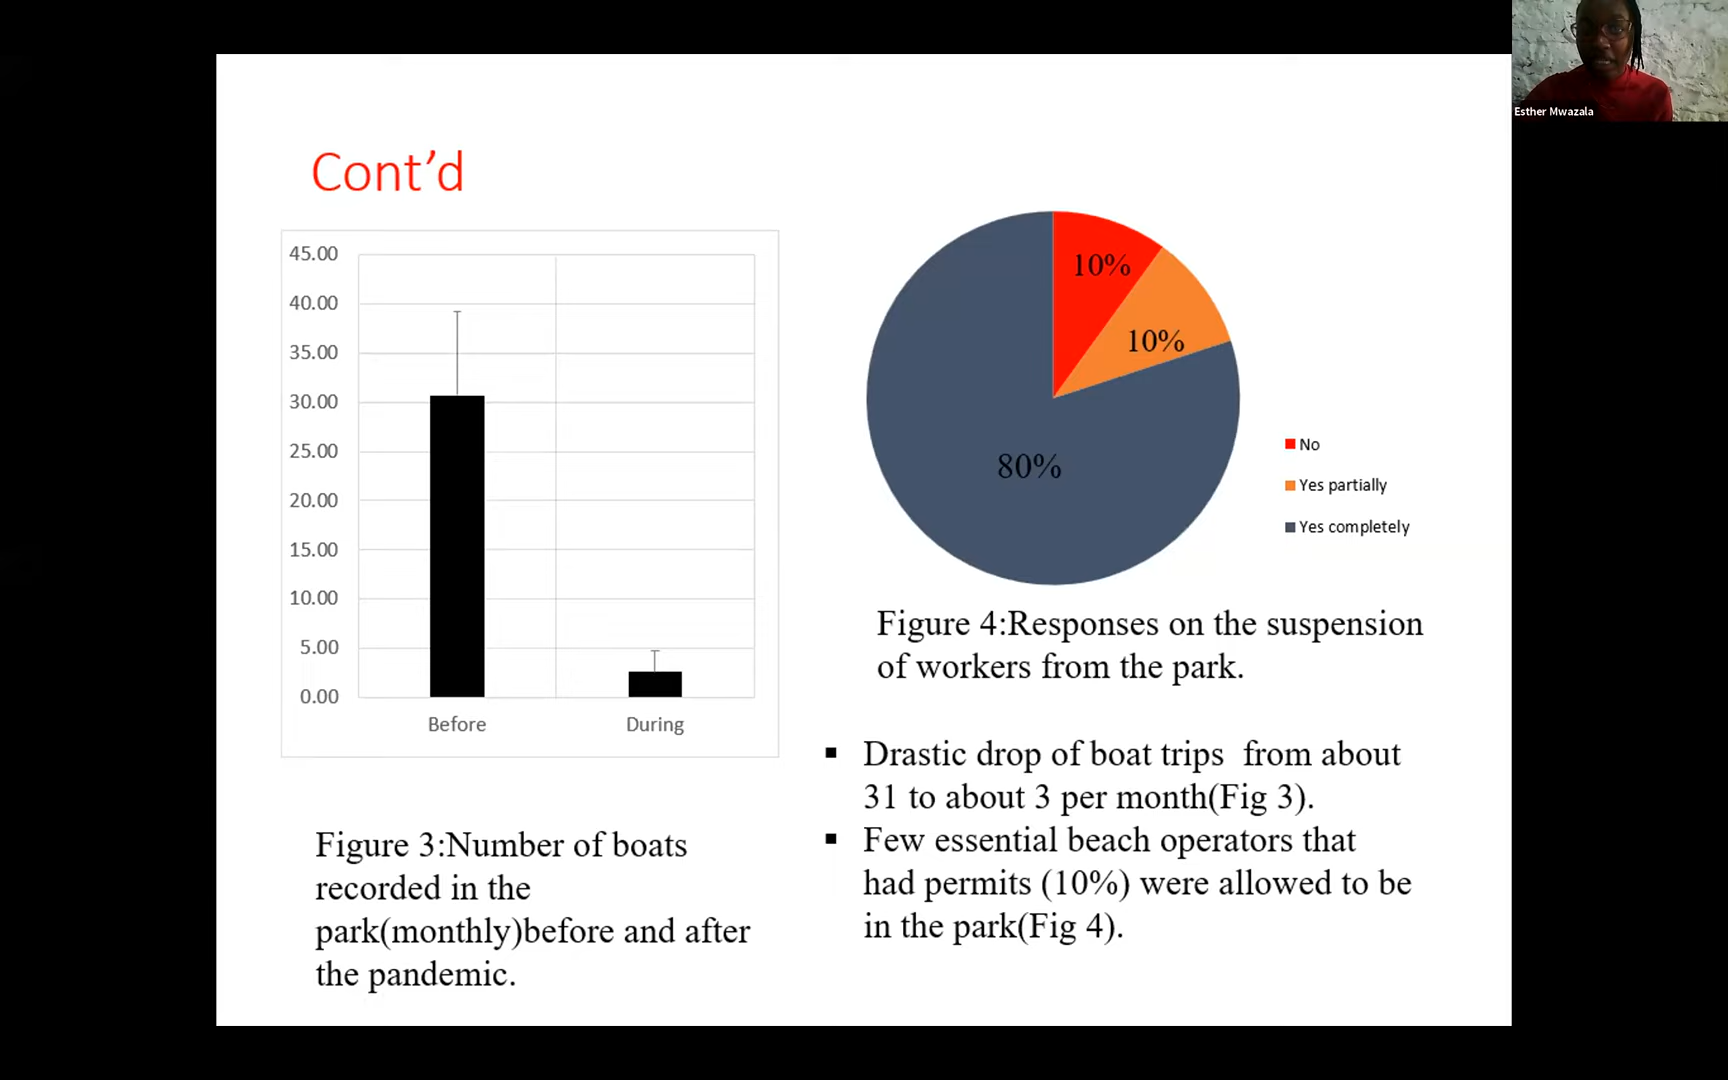 Esther Mwazala
Cont’d
45.00
40.00
35.00
30.00
25.00
20.00
15.00
10.00
5.00
0.00
Before
During
Figure 3:Number of boats
recorded in the
park(monthly)before and after
the pandemic.
10%
10%
80%
No
Yes partially
Yes completely
Figure 4:Responses on the suspension
of workers from the park.
▪ Drastic drop of boat trips  from about
31 to about 3 per month(Fig 3).
▪ Few essential beach operators that
had permits (10%) were allowed to be
in the park(Fig 4).